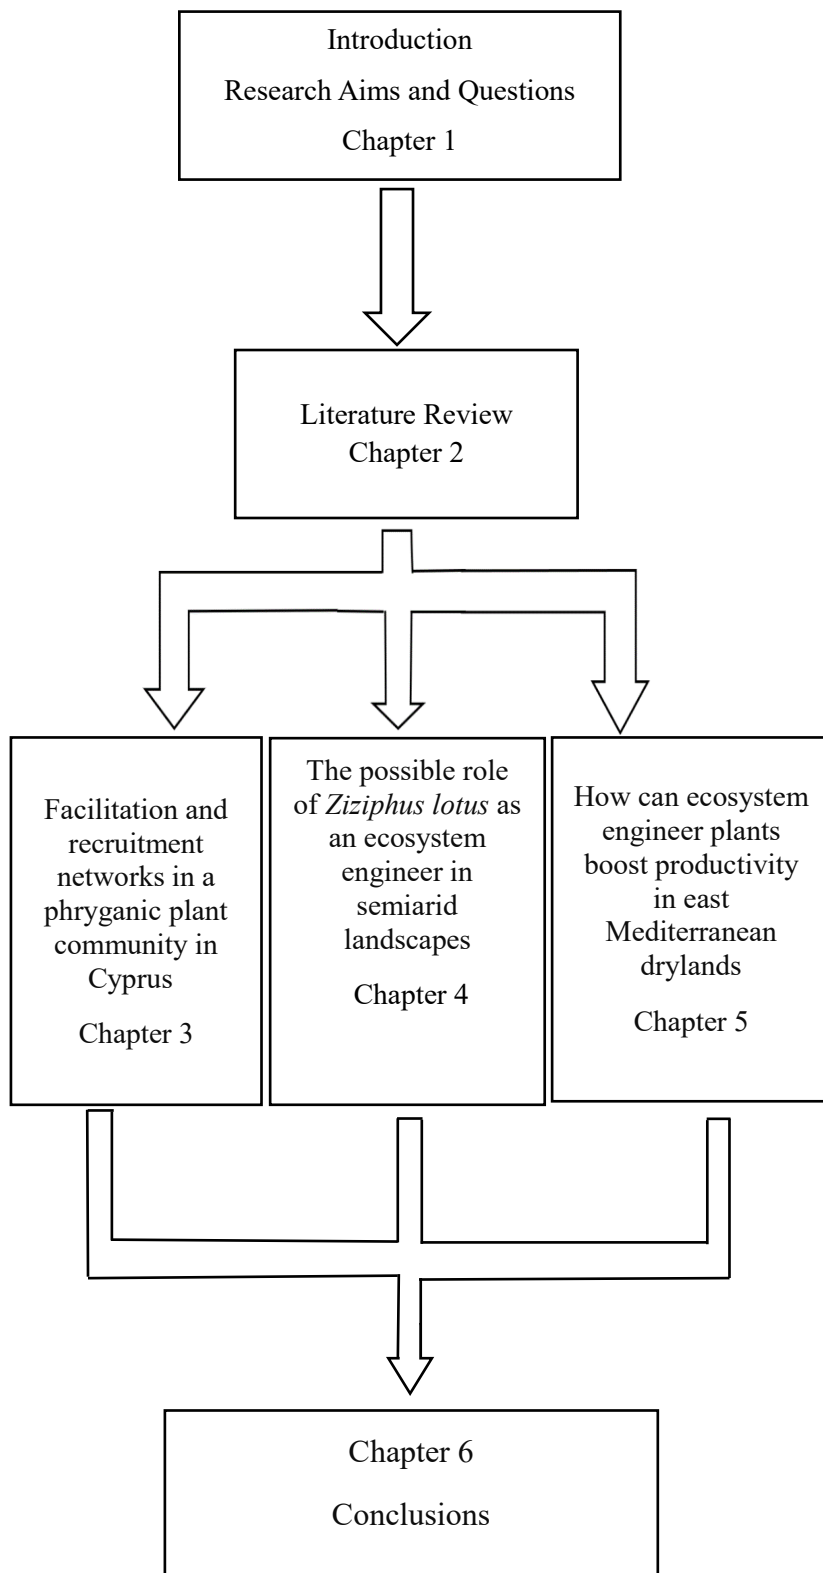 Introduction
Research Aims and Questions
Chapter 1
Literature Review
Chapter 2
Facilitation and
recruitment
networks in a
phryganic plant
community in
Cyprus
Chapter 3
The possible role
of Ziziphus lotus as
an ecosystem
engineer in
semiarid
landscapes
Chapter 4
How can ecosystem
engineer plants
boost productivity
in east
Mediterranean
drylands
Chapter 5
Chapter 6
Conclusions